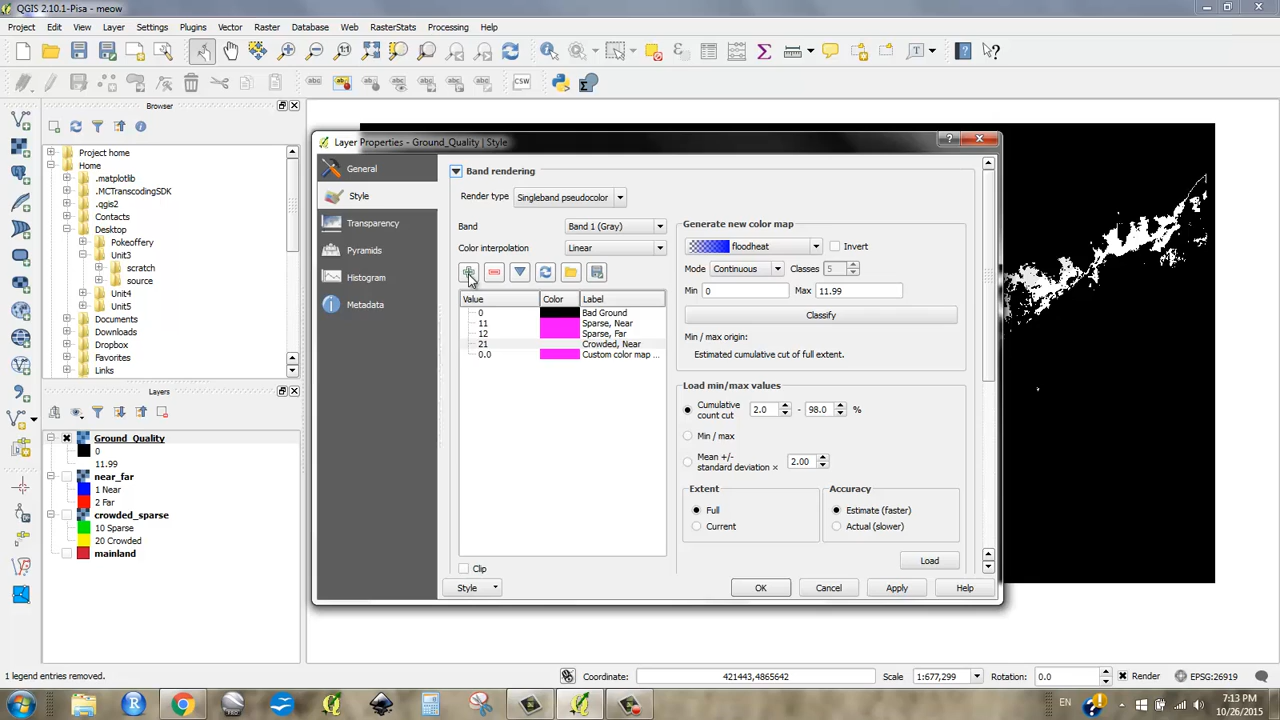 QGIS 2.10.1-Pisa - meow
Project Edit View Layer Settings Plugins Vector Raster Database Web RasterStats Processing Help
Browser
Project home
Home
.matplotlib
.MCTranscodingSDK
.qgis2
Contacts
Desktop
Pokeoffery
Unit3
scratch
source
Unit4
Unit5
Documents
Downloads
Dropbox
Favorites
Links
Layers
Ground_Quality
0
11.99
near_far
1 Near
2 Far
crowded_sparse
10 Sparse
20 Crowded
mainland
Layer Properties - Ground_Quality | Style
General
Style
Transparency
Pyramids
Histogram
Metadata
Band rendering
Render type Singleband pseudocolor
Band Band 1 (Gray)
Color interpolation Linear
Value Color Label
0 Bad Ground
11 Sparse, Near
12 Sparse, Far
21 Crowded, Near
0.0 Custom color map ...
Clip
Generate new color map
floodheat Invert
Mode Continuous Classes 5
Min 0 Max 11.99
Classify
Min / max origin:
Estimated cumulative cut of full extent.
Load min/max values
Cumulative count cut 2.0 - 98.0 %
Min / max
Mean +/- standard deviation × 2.00
Extent
Full
Current
Accuracy
Estimate (faster)
Actual (slower)
Load
Style OK Cancel Apply Help
1 legend entries removed.
Coordinate: 421443,4865642 Scale 1:677,299 Rotation: 0.0 Render EPSG:26919
EN 7:13 PM
10/26/2015